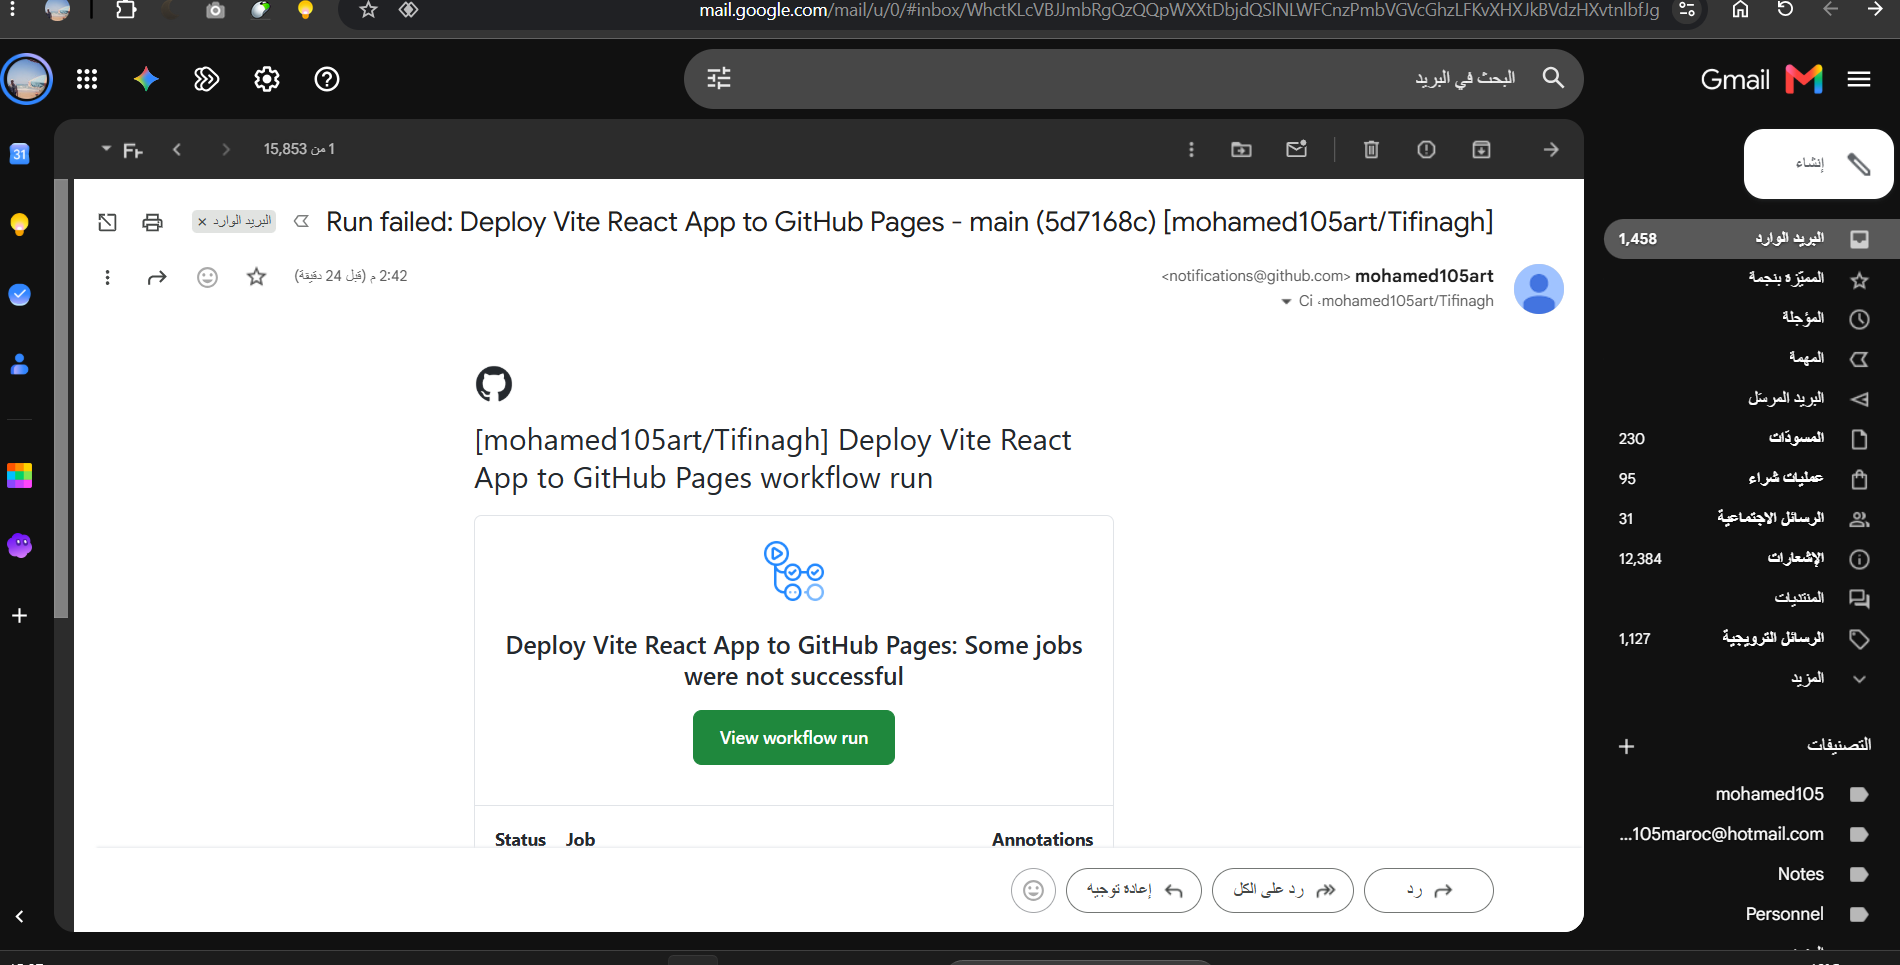 mail.google.com/mail/u/0/#inbox/WhctKLcVBJJmbRgQzQQpWXXtDbjdQSlNLWFCnzPmbVGVcGhzLFKvXHXJkBVdzHXvtnlbfJg
Gmail
البحث في البريد
إنشاء
البريد الوارد 1,458
المميّزة بنجمة
المؤجلة
المهمة
البريد المرسَل
المسودّات 230
عمليات شراء 95
الرسائل الاجتماعية 31
الإشعارات 12,384
المنتديات
الرسائل الترويجية 1,127
المزيد
التصنيفات
mohamed105
...105maroc@hotmail.com
Notes
Personnel
1 من 15,853
Run failed: Deploy Vite React App to GitHub Pages - main (5d7168c) [mohamed105art/Tifinagh]
البريد الوارد ×
mohamed105art <notifications@github.com>
2:42 م (قبل 24 دقيقة)
Ci ،mohamed105art/Tifinagh
[mohamed105art/Tifinagh] Deploy Vite React
App to GitHub Pages workflow run
Deploy Vite React App to GitHub Pages: Some jobs
were not successful
View workflow run
Status Job Annotations
رد
رد على الكل
إعادة توجيه
31